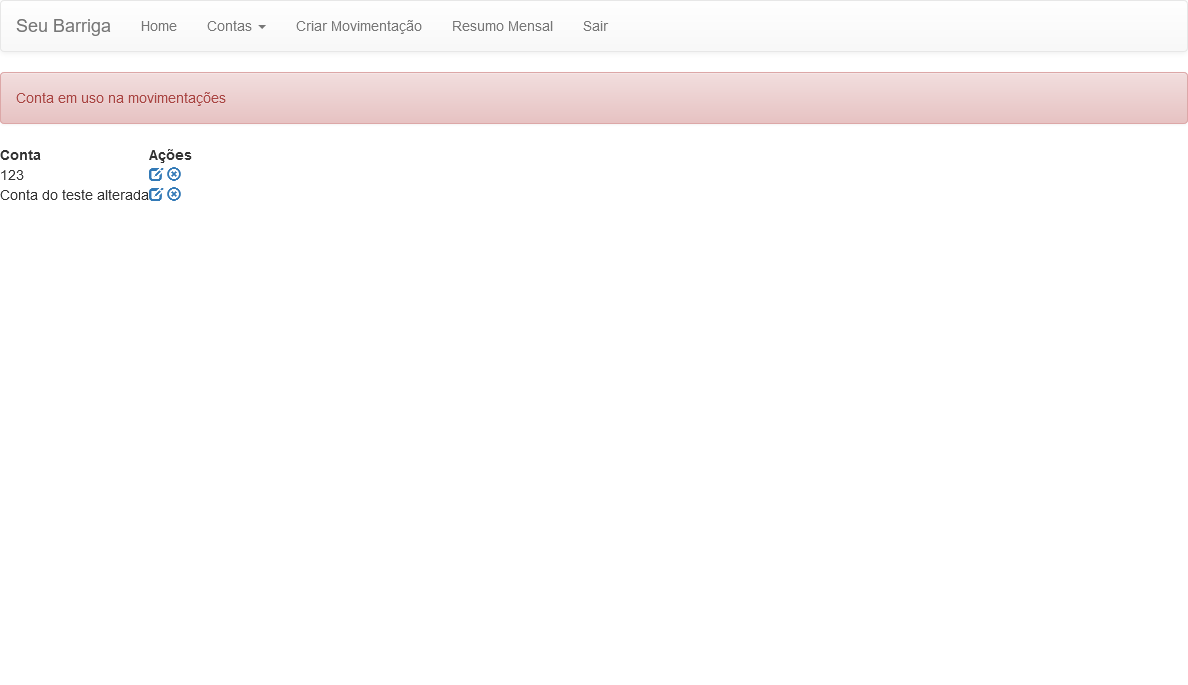 Seu Barriga Home Contas Criar Movimentação Resumo Mensal Sair
Conta em uso na movimentações
Conta Ações
123
Conta do teste alterada